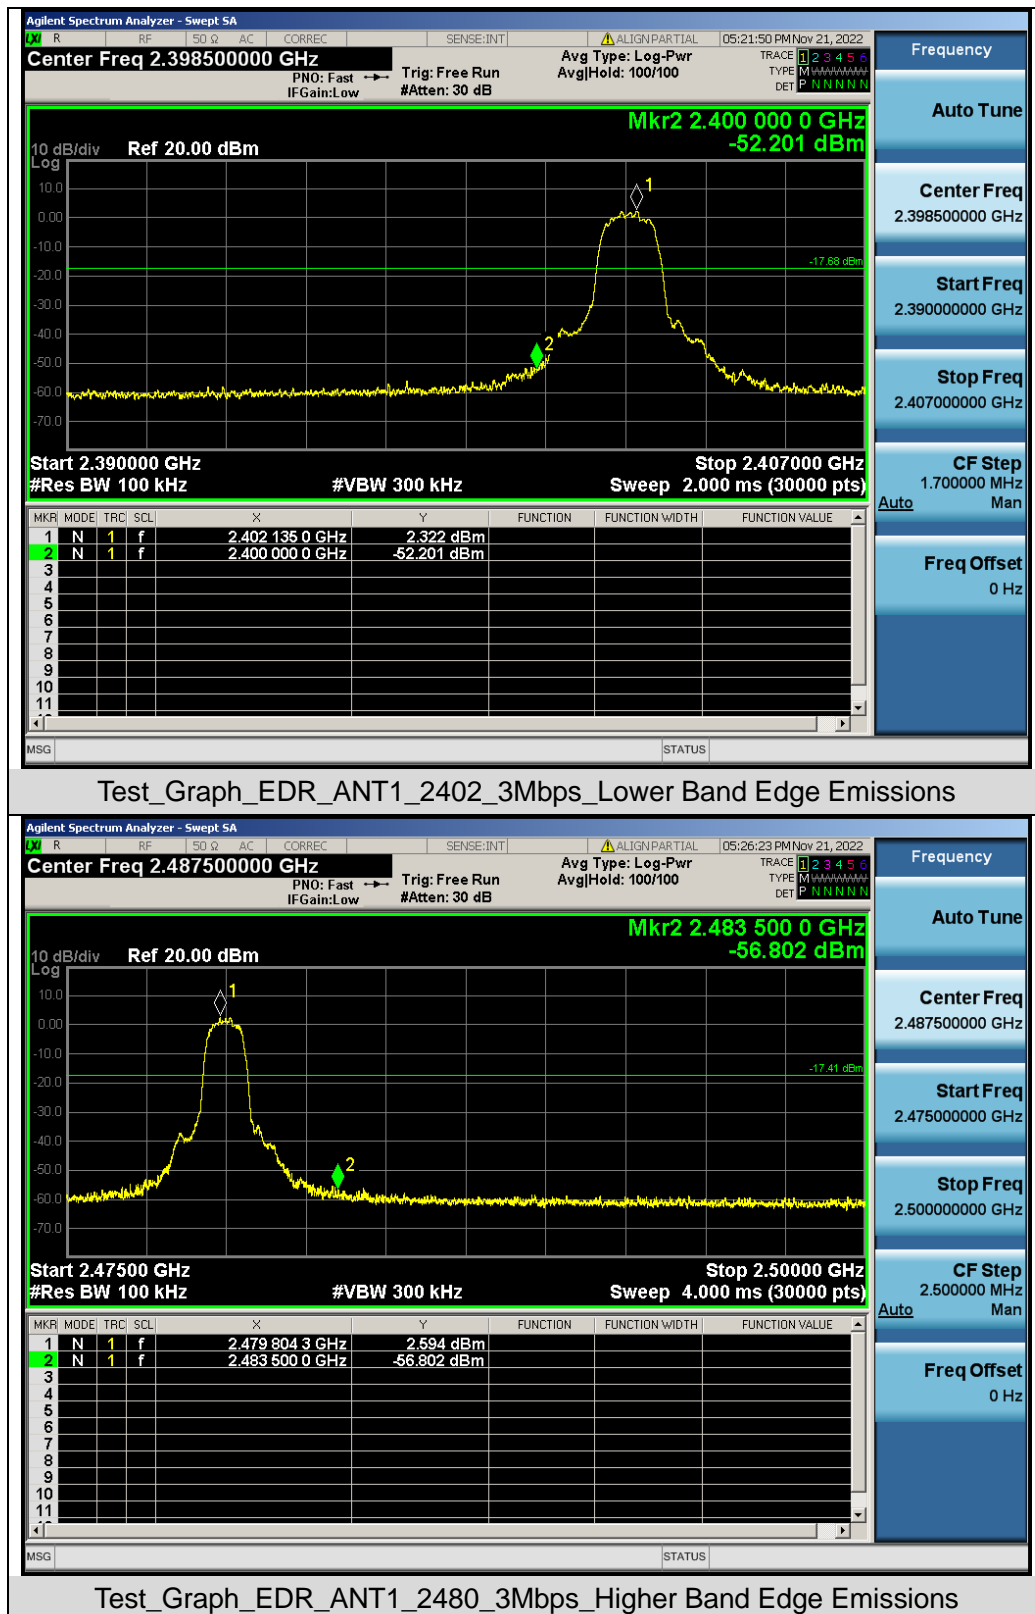 Agilent Spectrum Analyzer - Swept SA
LXI R RF 50 Ω AC CORREC SENSE:INT ALIGN PARTIAL 05:21:50 PM Nov 21, 2022
Center Freq 2.398500000 GHz
PNO: Fast
IFGain:Low
Trig: Free Run
#Atten: 30 dB
Avg Type: Log-Pwr
Avg|Hold: 100/100
TRACE 1 2 3 4 5 6
TYPE M
DET P N N N N N
Mkr2 2.400 000 0 GHz
-52.201 dBm
10 dB/div Ref 20.00 dBm
Log
10.0
0.00
-10.0
-20.0
-30.0
-40.0
-50.0
-60.0
-70.0
1
-17.68 dBm
2
Start 2.390000 GHz Stop 2.407000 GHz
#Res BW 100 kHz #VBW 300 kHz Sweep 2.000 ms (30000 pts)
MKR MODE TRC SCL X Y FUNCTION FUNCTION WIDTH FUNCTION VALUE
1 N 1 f 2.402 135 0 GHz 2.322 dBm
2 N 1 f 2.400 000 0 GHz -52.201 dBm
3
4
5
6
7
8
9
10
11
MSG STATUS
Frequency
Auto Tune
Center Freq
2.398500000 GHz
Start Freq
2.390000000 GHz
Stop Freq
2.407000000 GHz
CF Step
1.700000 MHz
Auto Man
Freq Offset
0 Hz
Test_Graph_EDR_ANT1_2402_3Mbps_Lower Band Edge Emissions
Agilent Spectrum Analyzer - Swept SA
LXI R RF 50 Ω AC CORREC SENSE:INT ALIGN PARTIAL 05:26:23 PM Nov 21, 2022
Center Freq 2.487500000 GHz
PNO: Fast
IFGain:Low
Trig: Free Run
#Atten: 30 dB
Avg Type: Log-Pwr
Avg|Hold: 100/100
TRACE 1 2 3 4 5 6
TYPE M
DET P N N N N N
Mkr2 2.483 500 0 GHz
-56.802 dBm
10 dB/div Ref 20.00 dBm
Log
10.0
0.00
-10.0
-20.0
-30.0
-40.0
-50.0
-60.0
-70.0
1
-17.41 dBm
2
Start 2.47500 GHz Stop 2.50000 GHz
#Res BW 100 kHz #VBW 300 kHz Sweep 4.000 ms (30000 pts)
MKR MODE TRC SCL X Y FUNCTION FUNCTION WIDTH FUNCTION VALUE
1 N 1 f 2.479 804 3 GHz 2.594 dBm
2 N 1 f 2.483 500 0 GHz -56.802 dBm
3
4
5
6
7
8
9
10
11
MSG STATUS
Frequency
Auto Tune
Center Freq
2.487500000 GHz
Start Freq
2.475000000 GHz
Stop Freq
2.500000000 GHz
CF Step
2.500000 MHz
Auto Man
Freq Offset
0 Hz
Test_Graph_EDR_ANT1_2480_3Mbps_Higher Band Edge Emissions